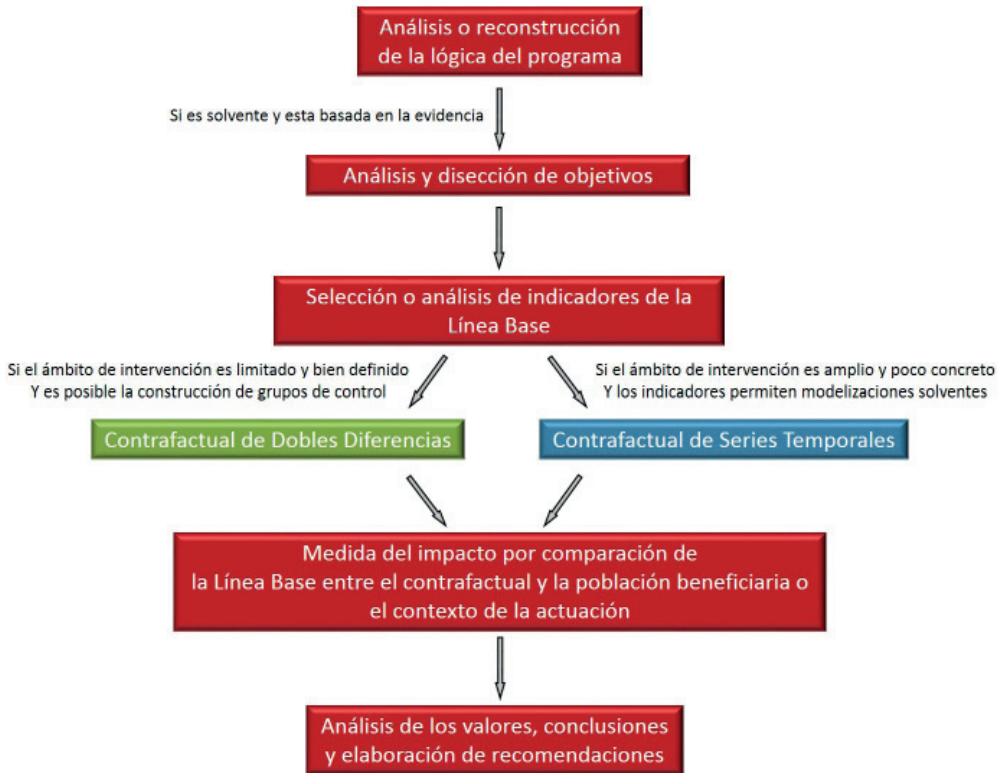 Análisis o reconstrucción
de la lógica del programa
Si es solvente y esta basada en la evidencia
Análisis y disección de objetivos
Selección o análisis de indicadores de la
Línea Base
Si el ámbito de intervención es limitado y bien definido
Y es posible la construcción de grupos de control
Si el ámbito de intervención es amplio y poco concreto
Y los indicadores permiten modelizaciones solventes
Contrafactual de Dobles Diferencias
Contrafactual de Series Temporales
Medida del impacto por comparación de
la Línea Base entre el contrafactual y la población beneficiaria o
el contexto de la actuación
Análisis de los valores, conclusiones
y elaboración de recomendaciones